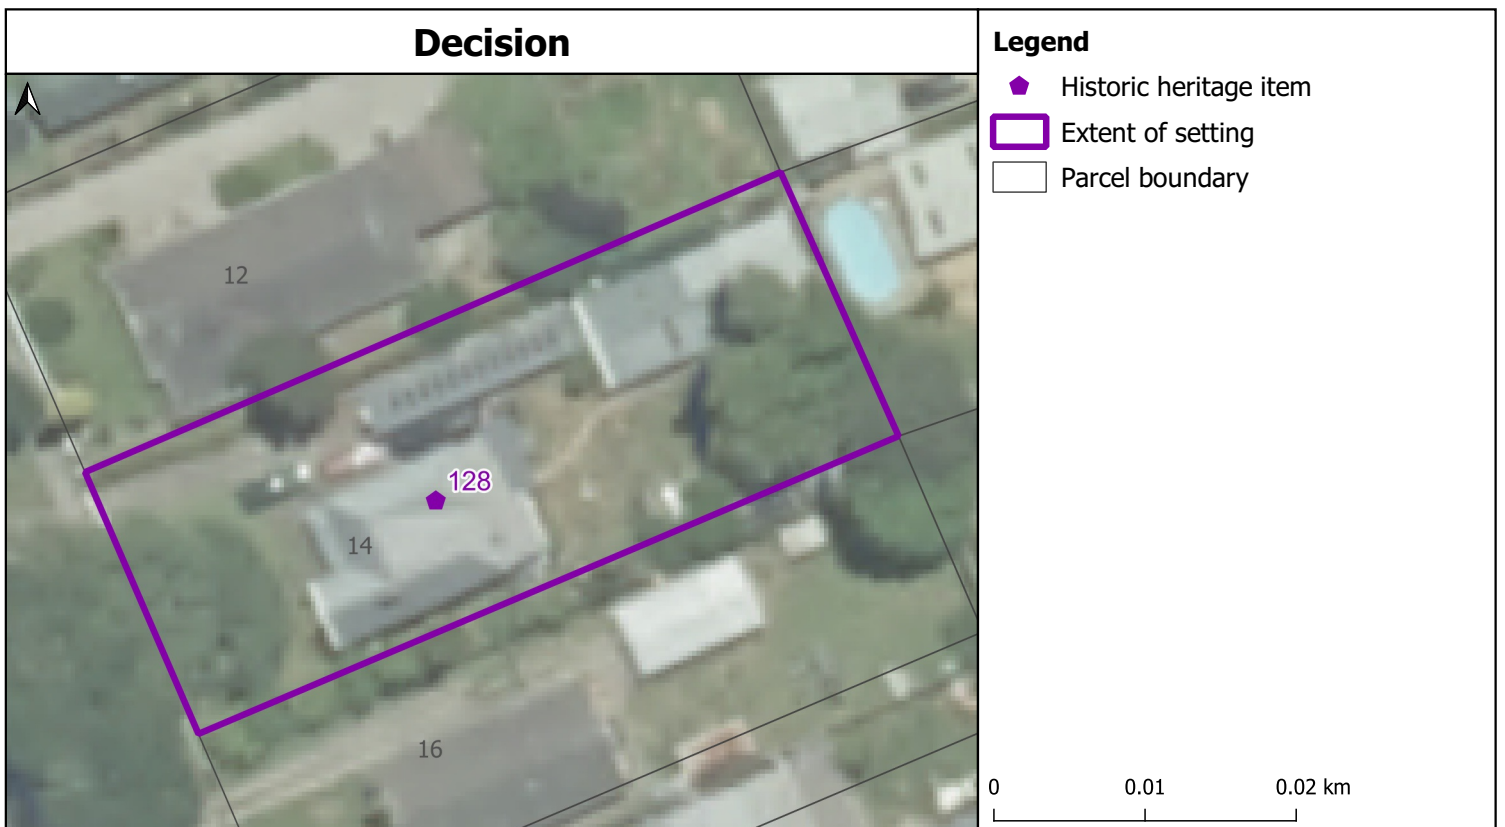 Decision
12
128
14
16
Legend
Historic heritage item
Extent of setting
Parcel boundary
0 0.01 0.02 km